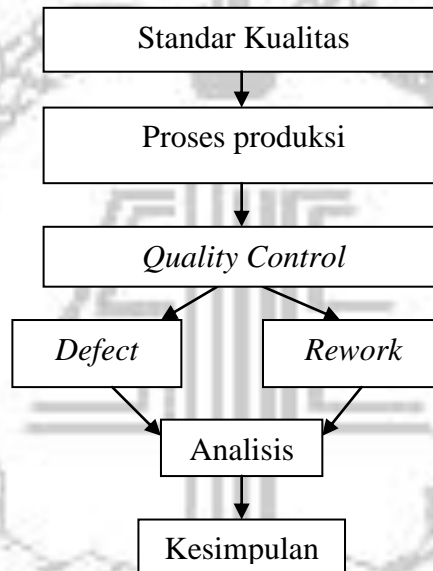 Standar Kualitas
Proses produksi
Quality Control
Defect
Rework
Analisis
Kesimpulan